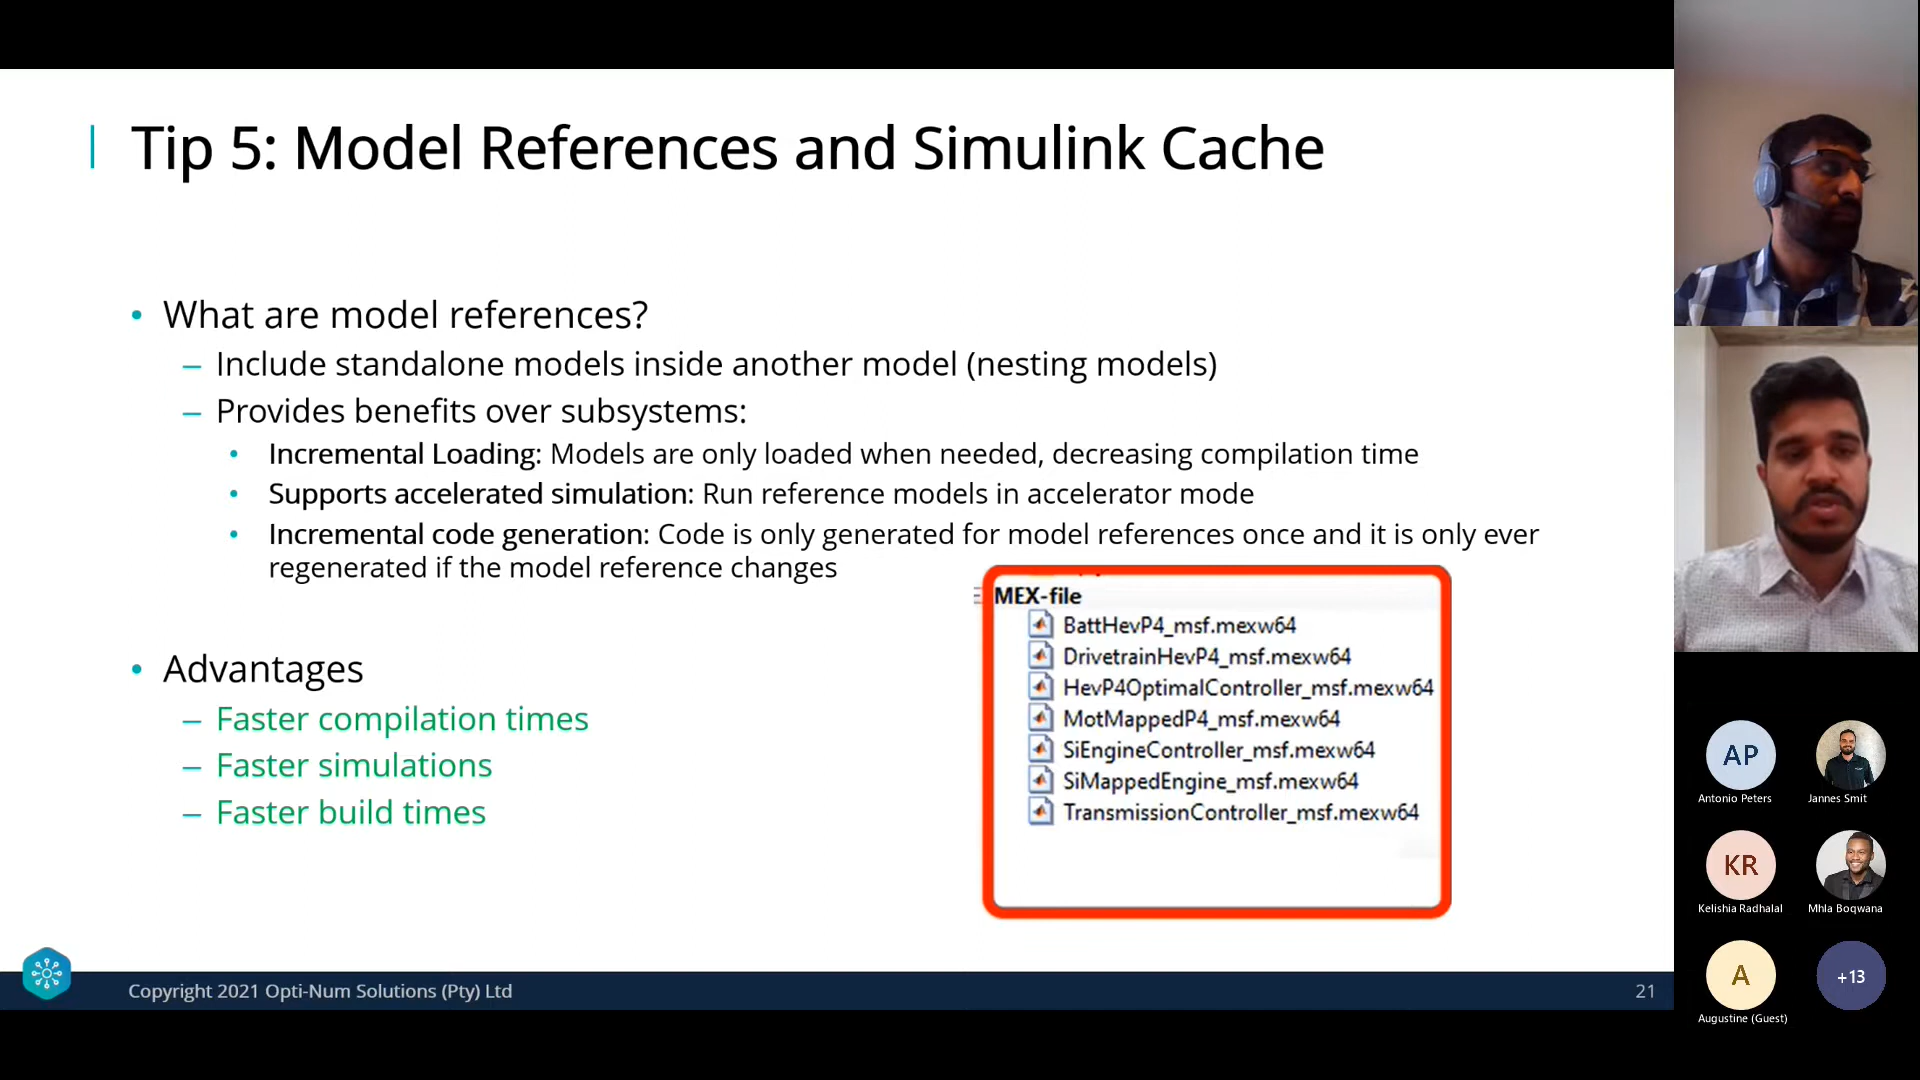 Tip 5: Model References and Simulink Cache
• What are model references?
– Include standalone models inside another model (nesting models)
– Provides benefits over subsystems:
• Incremental Loading: Models are only loaded when needed, decreasing compilation time
• Supports accelerated simulation: Run reference models in accelerator mode
• Incremental code generation: Code is only generated for model references once and it is only ever
regenerated if the model reference changes
• Advantages
– Faster compilation times
– Faster simulations
– Faster build times
MEX-file
BattHevP4_msf.mexw64
DrivetrainHevP4_msf.mexw64
HevP4OptimalController_msf.mexw64
MotMappedP4_msf.mexw64
SiEngineController_msf.mexw64
SiMappedEngine_msf.mexw64
TransmissionController_msf.mexw64
Copyright 2021 Opti-Num Solutions (Pty) Ltd
21
AP
Antonio Peters
Jannes Smit
KR
Kelishia Radhalal
Mhla Boqwana
A
Augustine (Guest)
+13